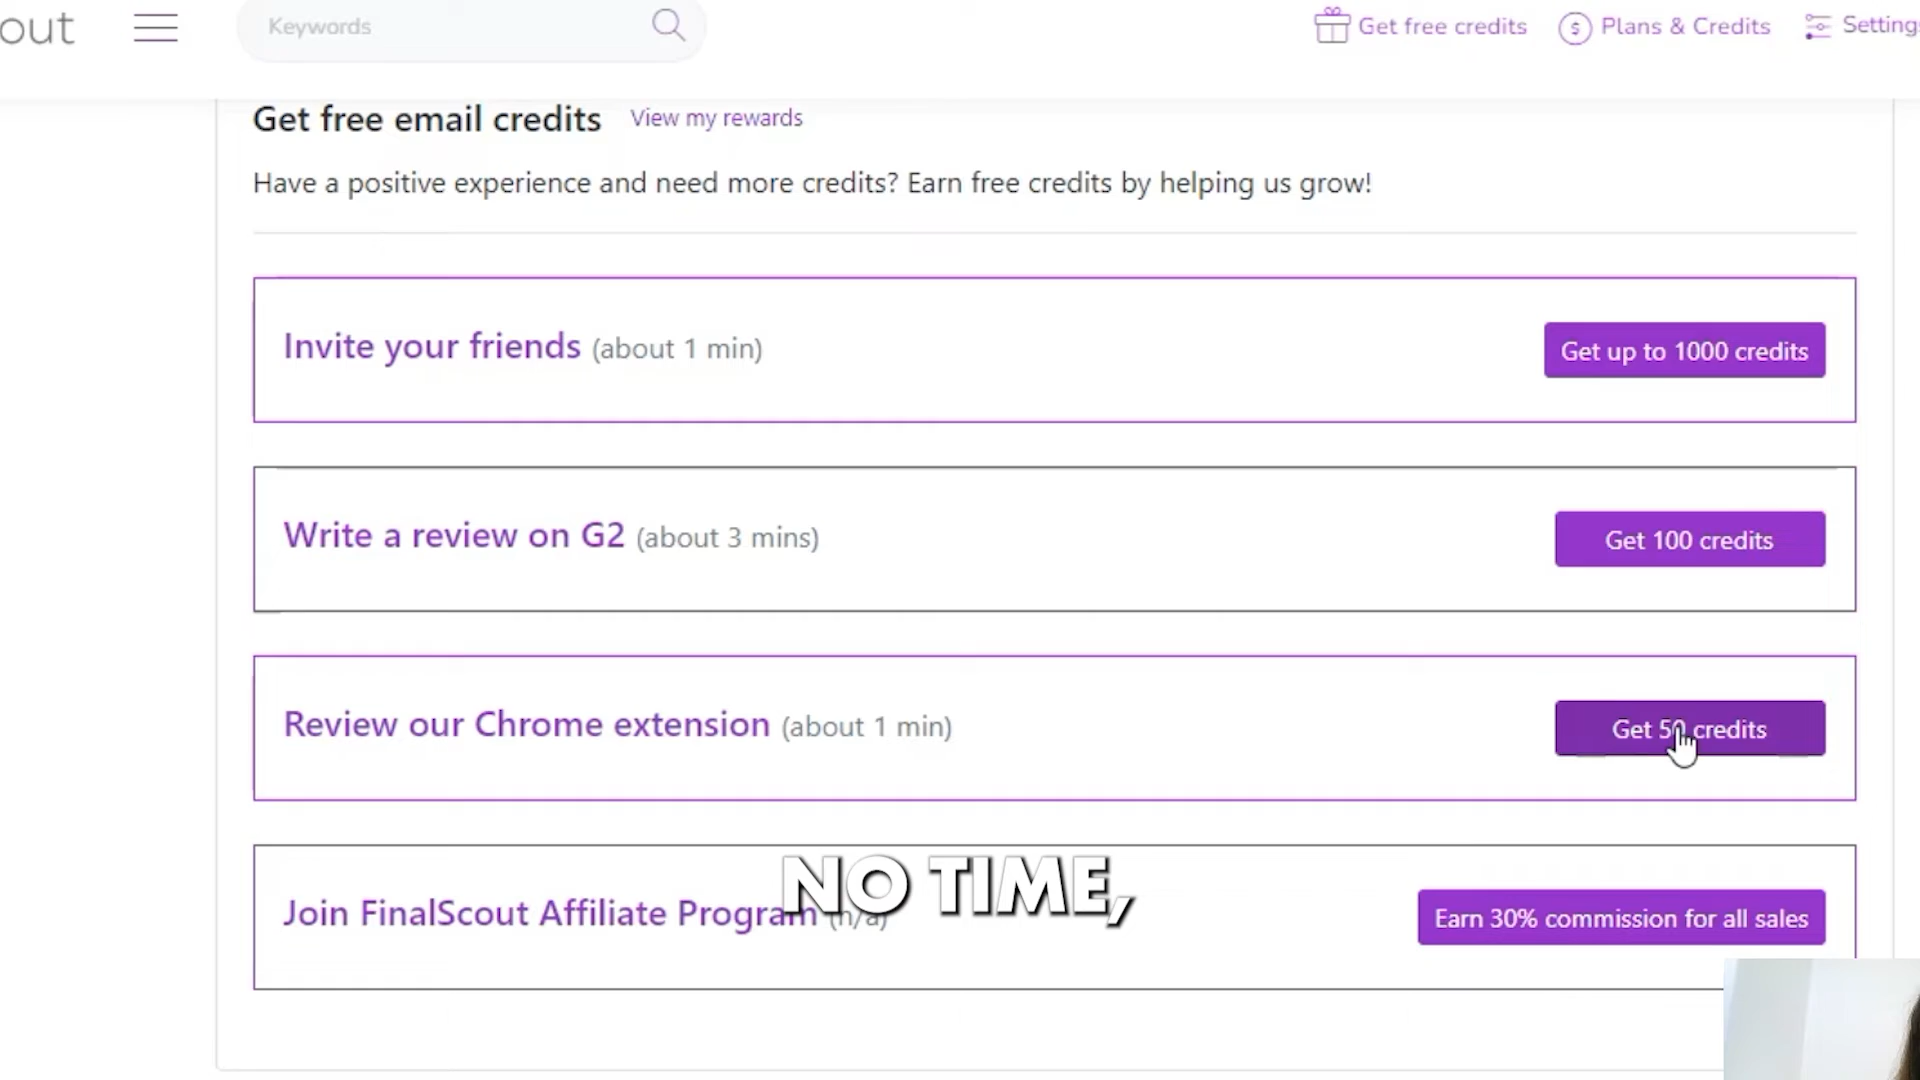 out
Keywords
Get free credits
Plans & Credits
Get free email credits
View my rewards
Have a positive experience and need more credits? Earn free credits by helping us grow!
Invite your friends (about 1 min)
Get up to 1000 credits
Write a review on G2 (about 3 mins)
Get 100 credits
Review our Chrome extension (about 1 min)
Get 50 credits
Join FinalScout Affiliate Program (n/a)
Earn 30% commission for all sales
NO TIME,